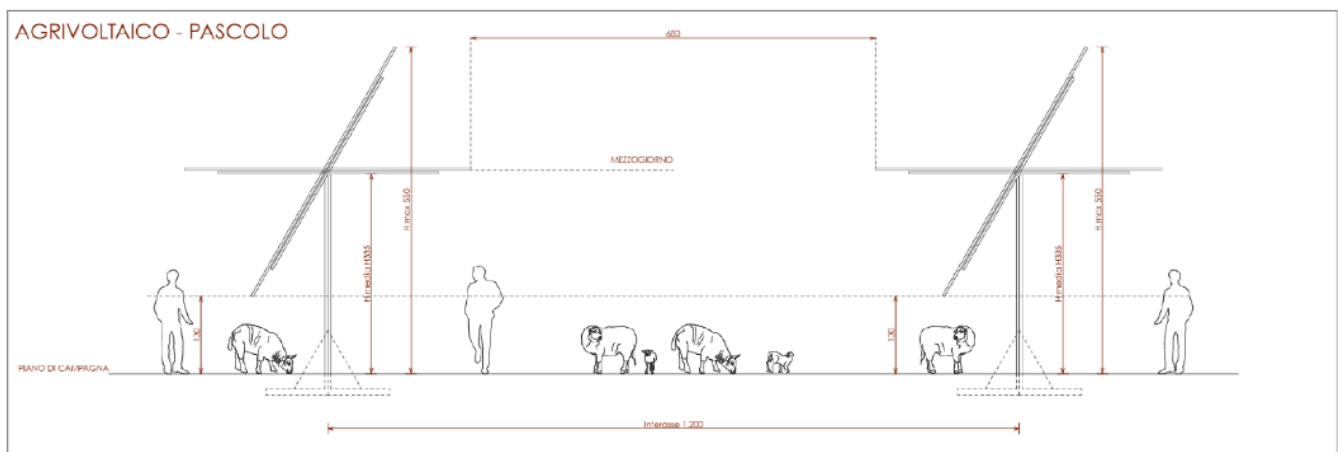 AGRIVOLTAICO - PASCOLO
683
MEZZOGIORNO
H max 550
H max 550
H media H335
H media H335
130
130
PIANO DI CAMPAGNA
Interasse 1.200